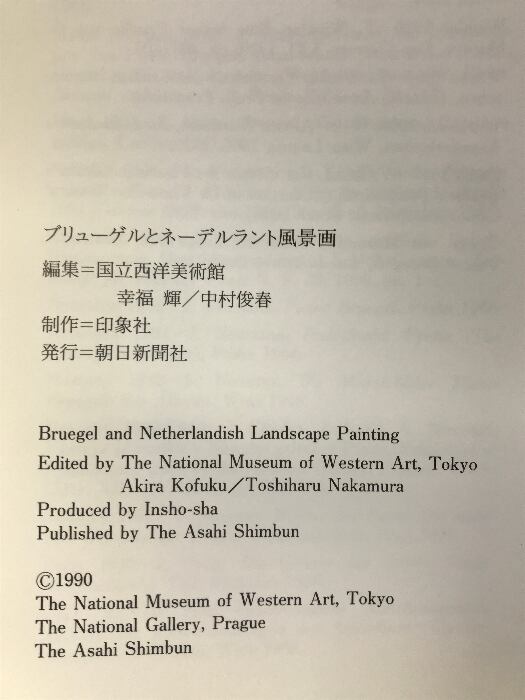 ブリューゲルとネーデルラント風景画
編集＝国立西洋美術館
幸福 輝／中村俊春
制作＝印象社
発行＝朝日新聞社
Bruegel and Netherlandish Landscape Painting
Edited by The National Museum of Western Art, Tokyo
Akira Kofuku／Toshiharu Nakamura
Produced by Insho-sha
Published by The Asahi Shimbun
©1990
The National Museum of Western Art, Tokyo
The National Gallery, Prague
The Asahi Shimbun